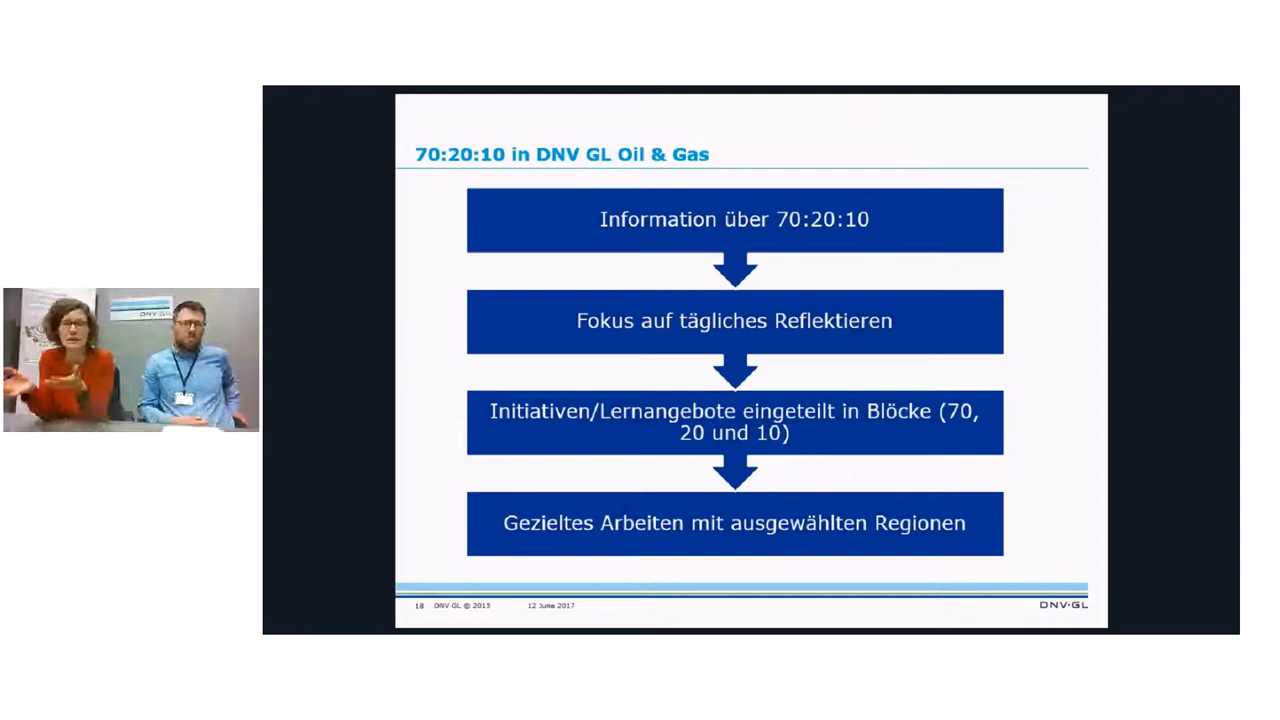 70:20:10 in DNV GL Oil & Gas
Information über 70:20:10
Fokus auf tägliches Reflektieren
Initiativen/Lernangebote eingeteilt in Blöcke (70,
20 und 10)
Gezieltes Arbeiten mit ausgewählten Regionen
18 DNV GL © 2015 12 June 2017
DNV·GL
DNV·GL